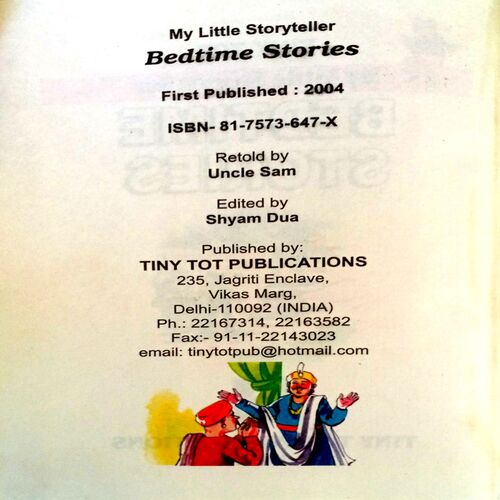 My Little Storyteller
Bedtime Stories
First Published : 2004
ISBN- 81-7573-647-X
Retold by
Uncle Sam
Edited by
Shyam Dua
Published by:
TINY TOT PUBLICATIONS
235, Jagriti Enclave,
Vikas Marg,
Delhi-110092 (INDIA)
Ph.: 22167314, 22163582
Fax:- 91-11-22143023
email: tinytotpub@hotmail.com